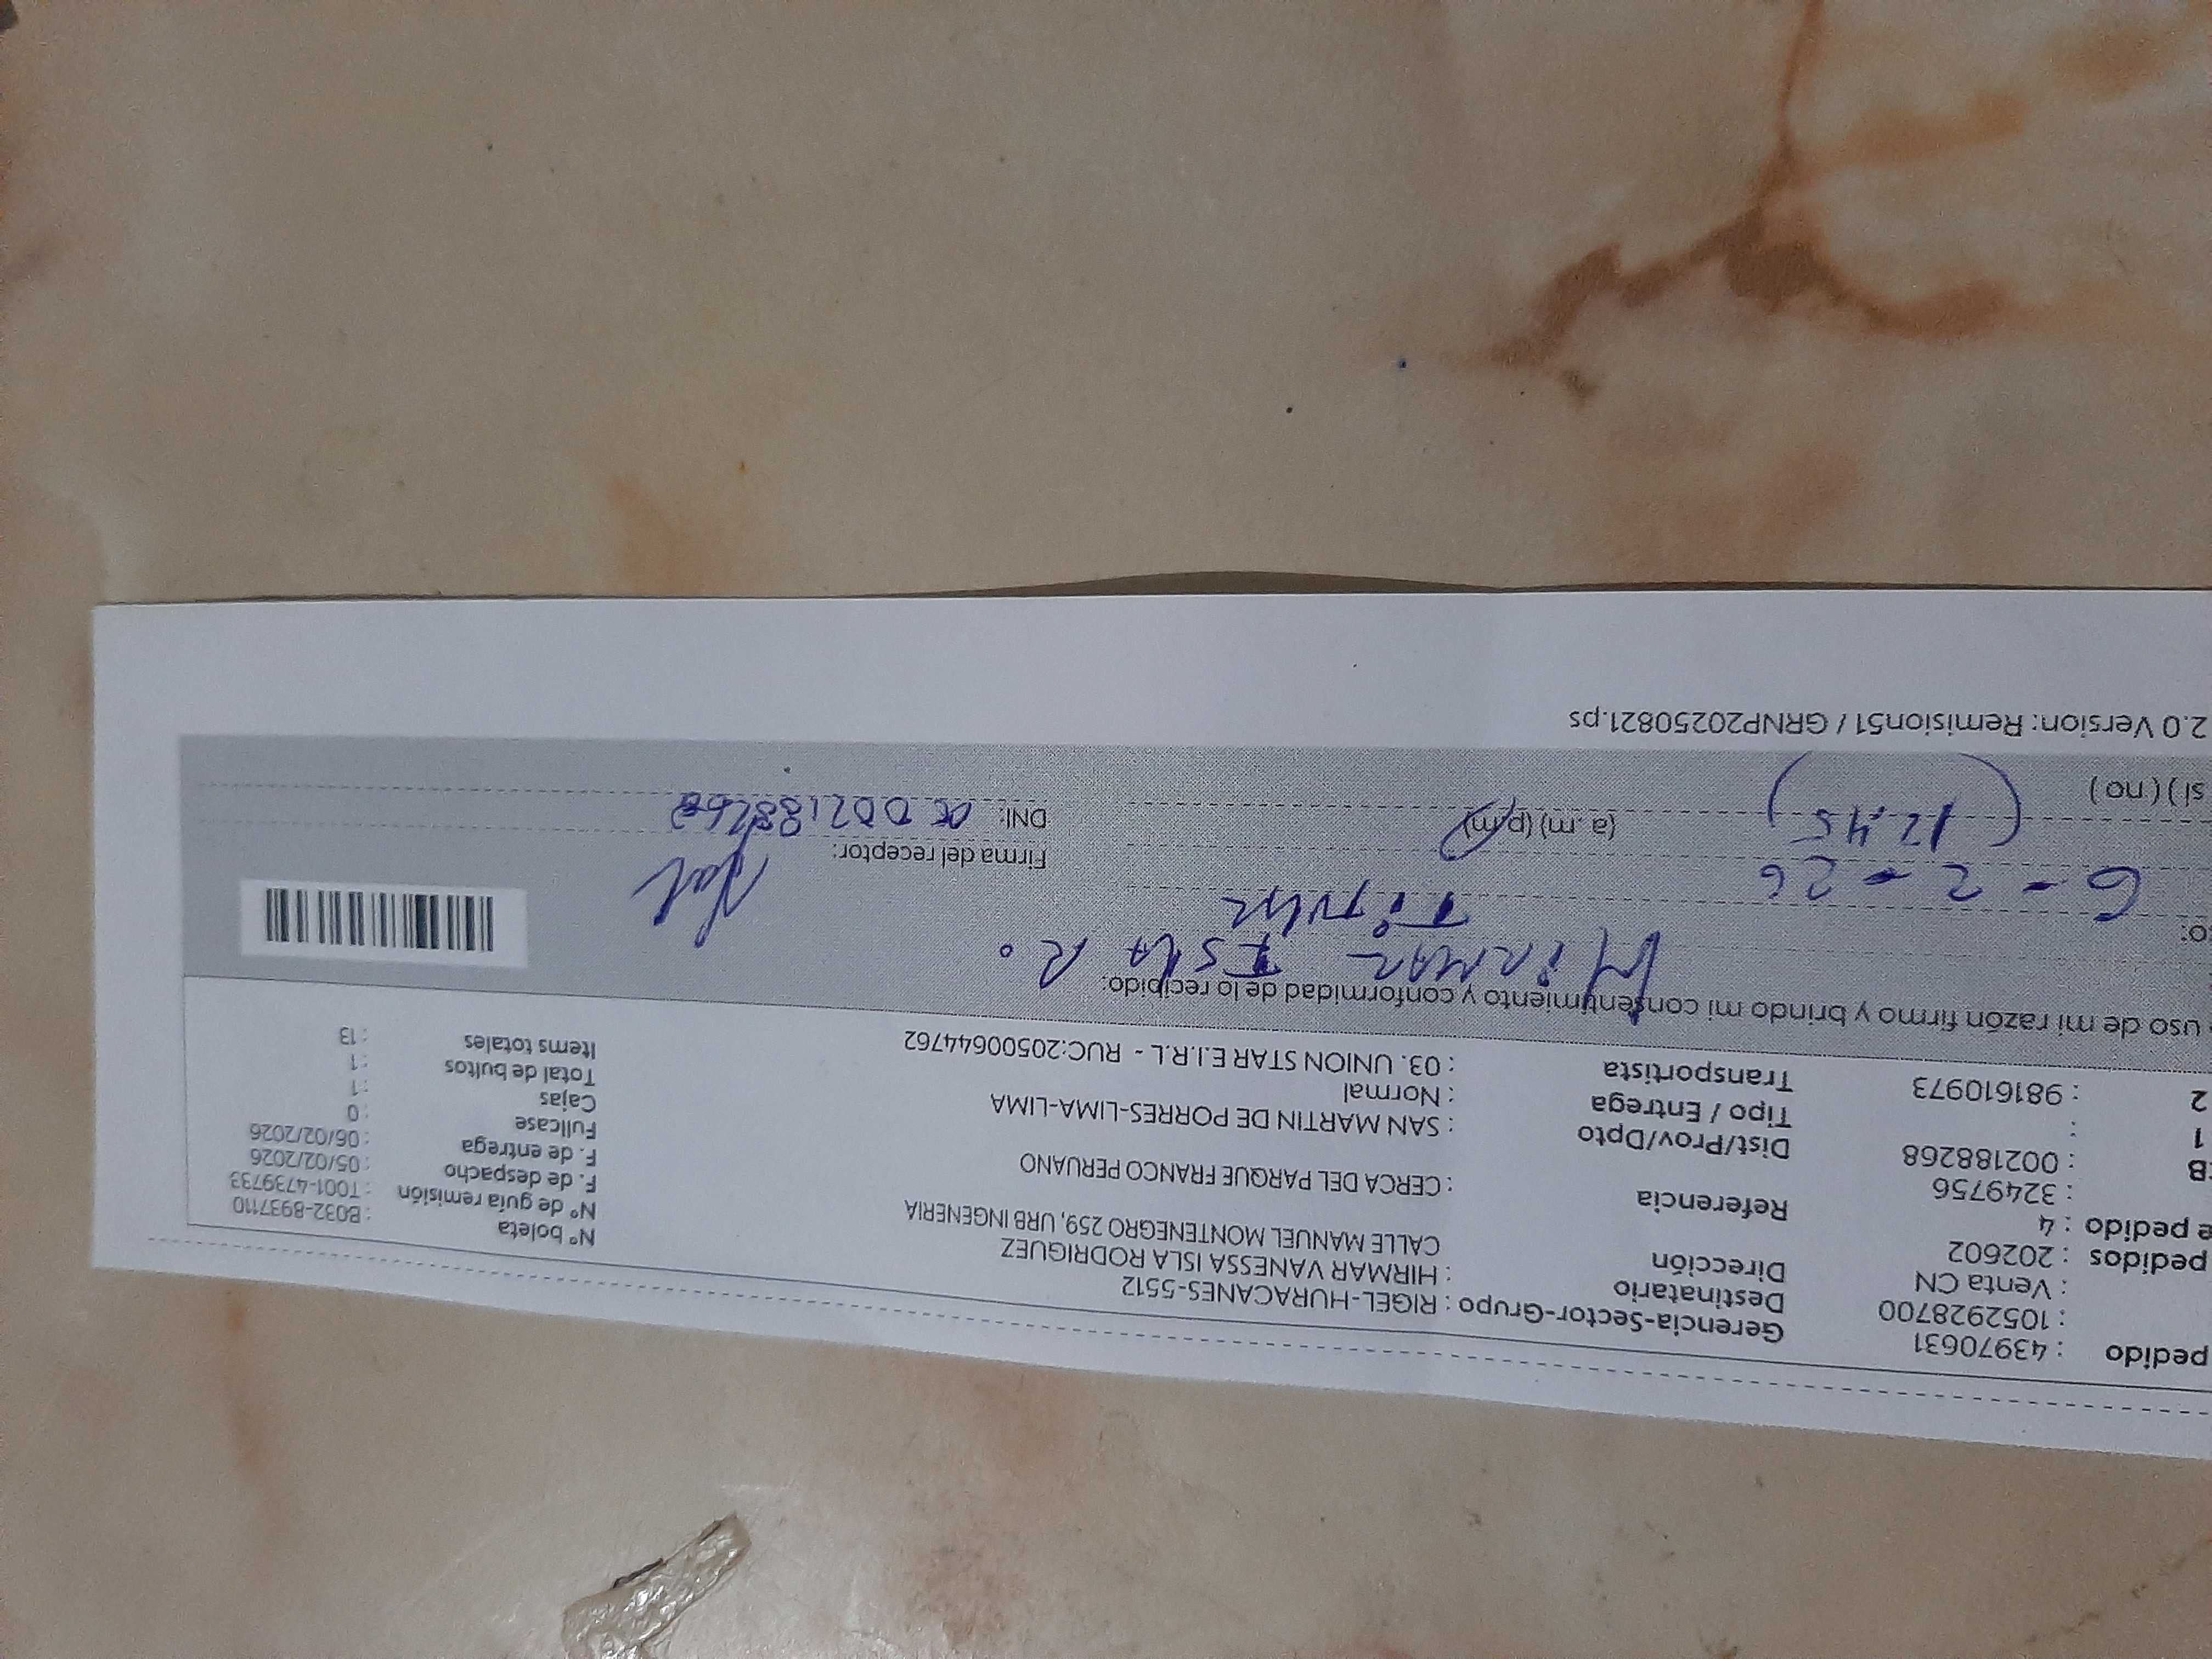 pedido : 43970631
: 1052928700
: Venta CN
pedidos : 202602
e pedido : 4
: 3249756
: 002188268
1 :
2 : 981610973
Gerencia-Sector-Grupo : RIGEL-HURACANES-5512
Destinatario : HIRMAR VANESSA ISLA RODRIGUEZ
Dirección CALLE MANUEL MONTENEGRO 259, URB INGENIERIA
Referencia : CERCA DEL PARQUE FRANCO PERUANO
Dist/Prov/Dpto : SAN MARTIN DE PORRES-LIMA-LIMA
Tipo / Entrega : Normal
Transportista : 03. UNION STAR E.I.R.L - RUC:20500644762
Nº boleta : B032-8937110
Nº de guía remisión : T001-4739733
F. de despacho : 05/02/2026
F. de entrega : 06/02/2026
Fullcase : 0
Cajas : 1
Total de bultos : 1
Items totales : 13
uso de mi razón firmo y brindo mi consentimiento y conformidad de lo recibido:
Hirmar Isla R.
Titular
6 - 2 - 26
Firma del receptor:
(12.45) (a.m) (p.m)
DNI: 002188268
si ) ( no )
2.0 Version: Remision51 / GRNP20250821.ps